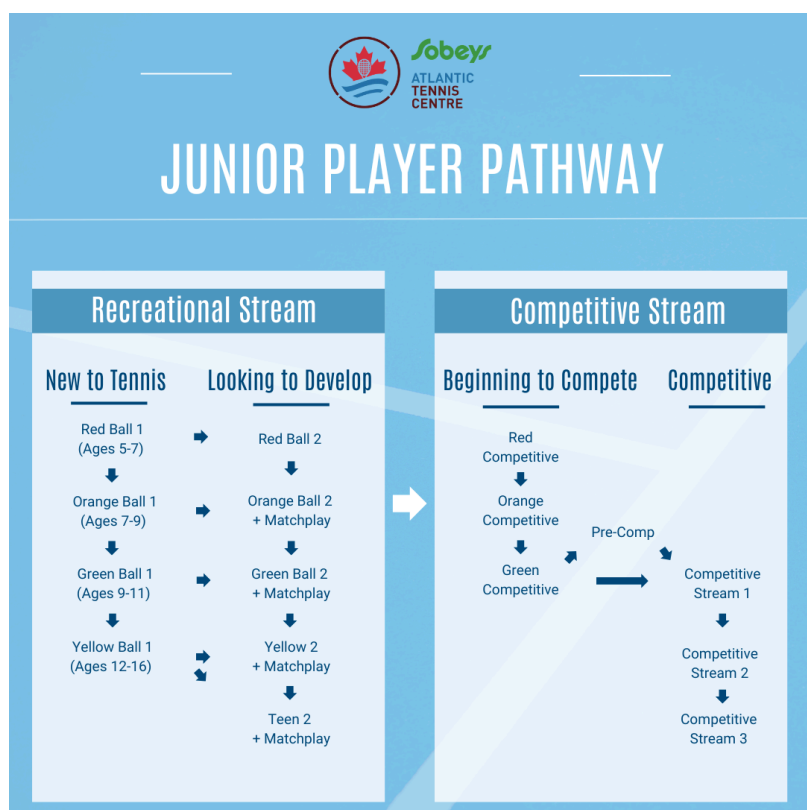 Sobeys
ATLANTIC
TENNIS
CENTRE
JUNIOR PLAYER PATHWAY
Recreational Stream
New to Tennis
Looking to Develop
Red Ball 1
(Ages 5-7)
Red Ball 2
Orange Ball 1
(Ages 7-9)
Orange Ball 2
+ Matchplay
Green Ball 1
(Ages 9-11)
Green Ball 2
+ Matchplay
Yellow Ball 1
(Ages 12-16)
Yellow 2
+ Matchplay
Teen 2
+ Matchplay
Competitive Stream
Beginning to Compete
Competitive
Red
Competitive
Orange
Competitive
Green
Competitive
Pre-Comp
Competitive
Stream 1
Competitive
Stream 2
Competitive
Stream 3